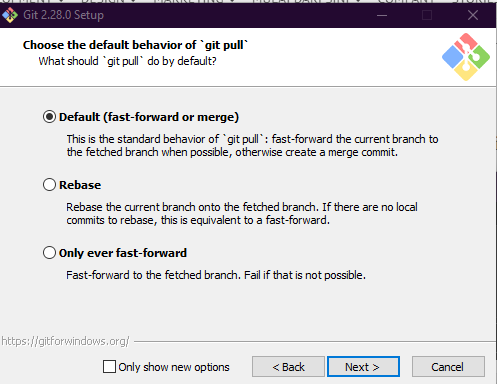 Git 2.28.0 Setup
Choose the default behavior of `git pull`
What should `git pull` do by default?
Default (fast-forward or merge)
This is the standard behavior of `git pull`: fast-forward the current branch to
the fetched branch when possible, otherwise create a merge commit.
Rebase
Rebase the current branch onto the fetched branch. If there are no local
commits to rebase, this is equivalent to a fast-forward.
Only ever fast-forward
Fast-forward to the fetched branch. Fail if that is not possible.
https://gitforwindows.org/
Only show new options
< Back
Next >
Cancel